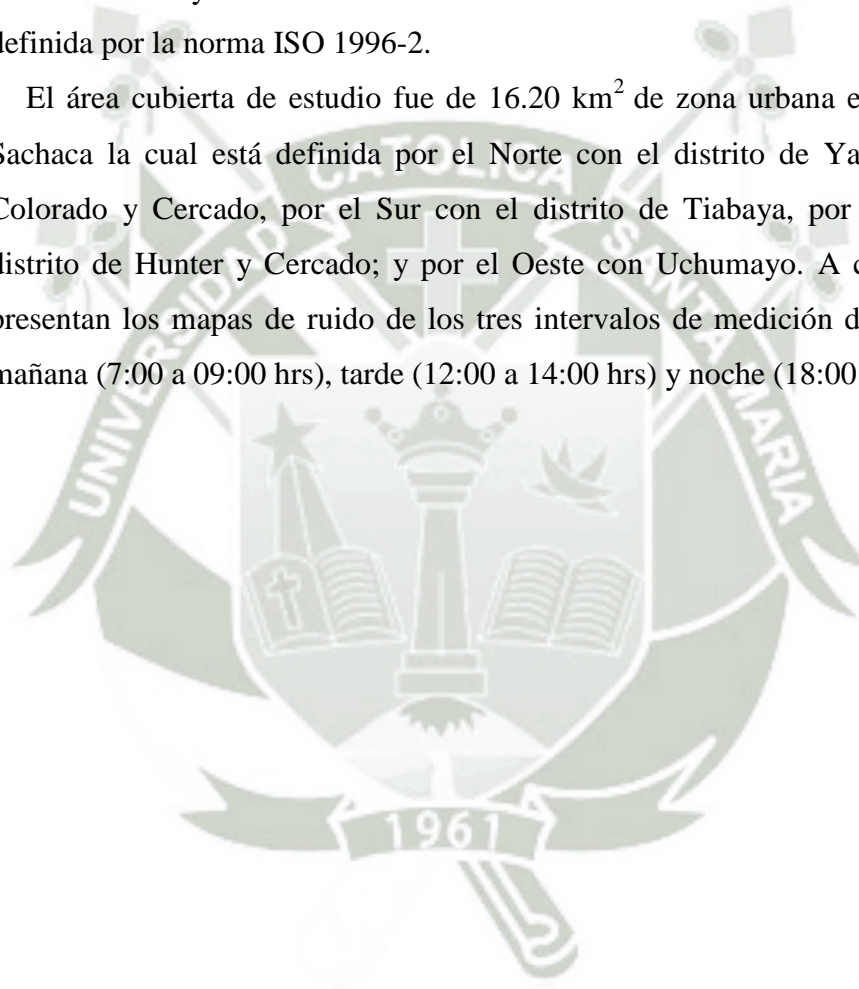 definida por la norma ISO 1996-2.
El área cubierta de estudio fue de 16.20 km² de zona urbana e
Sachaca la cual está definida por el Norte con el distrito de Ya
Colorado y Cercado, por el Sur con el distrito de Tiabaya, por
distrito de Hunter y Cercado; y por el Oeste con Uchumayo. A c
presentan los mapas de ruido de los tres intervalos de medición d
mañana (7:00 a 09:00 hrs), tarde (12:00 a 14:00 hrs) y noche (18:00
UNIVERSIDAD CATOLICA SANTA MARIA
1961